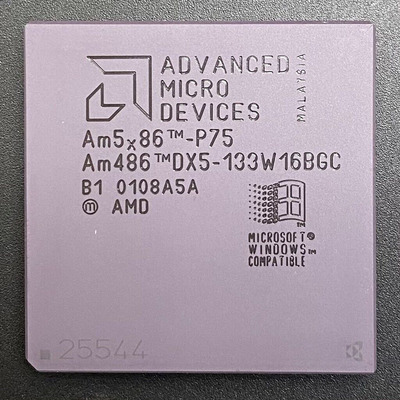 ADVANCED
MICRO
DEVICES
MALAYSIA
Am5x86™-P75
Am486™DX5-133W16BGC
B1 0108A5A
ⓜ AMD
MICROSOFT®
WINDOWS™
COMPATIBLE
25544